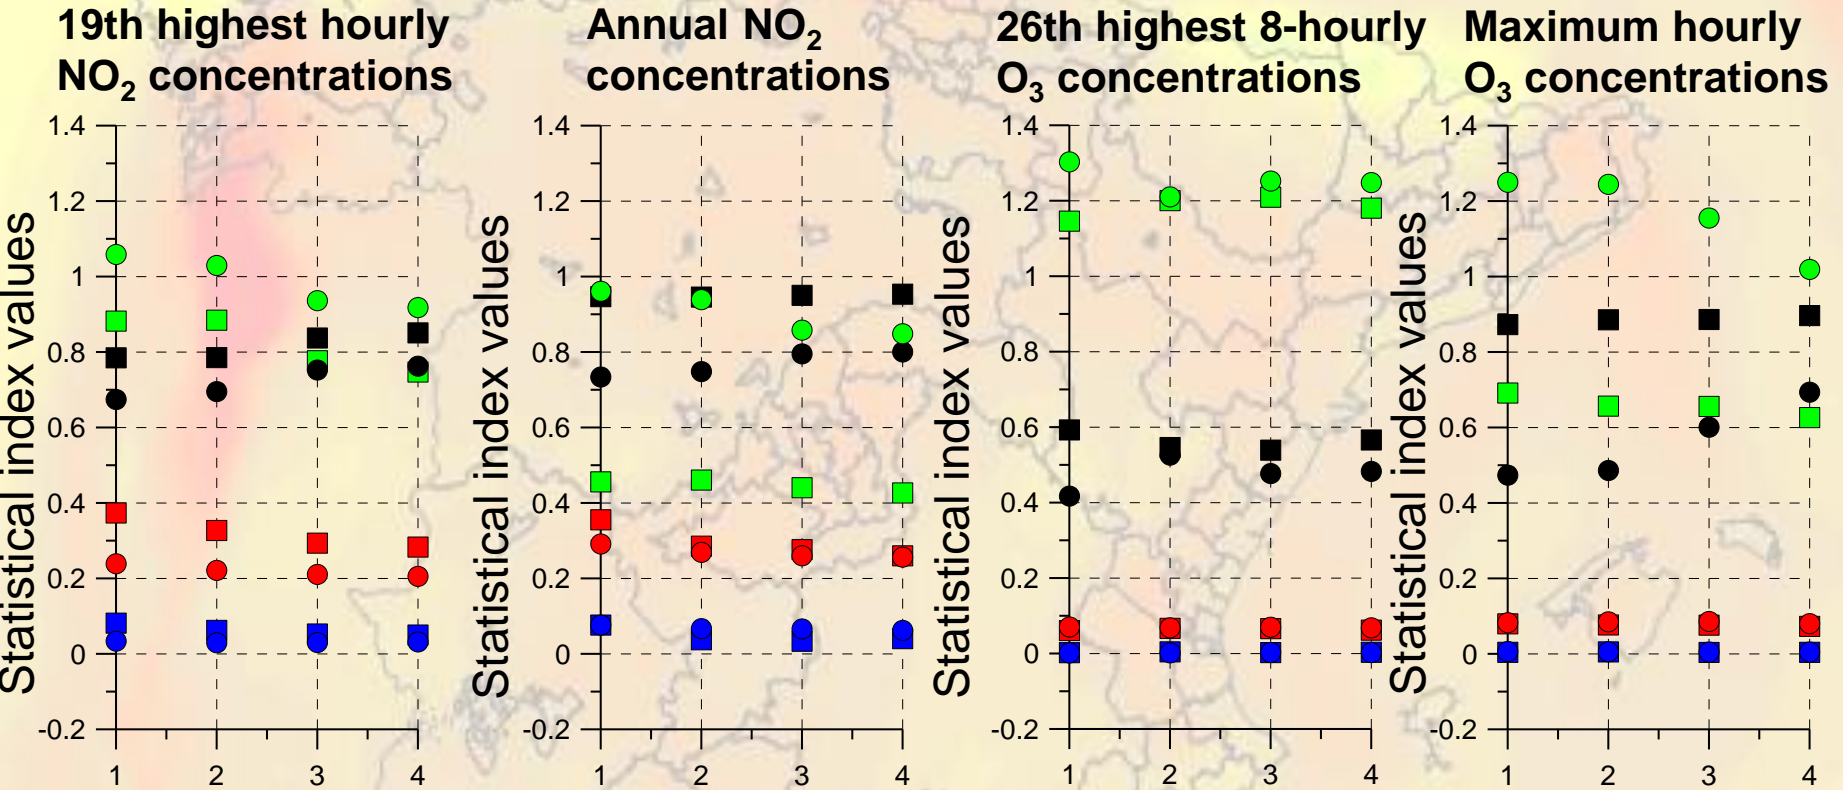 19th highest hourly
NO2 concentrations
Annual NO2
concentrations
26th highest 8-hourly
O3 concentrations
Maximum hourly
O3 concentrations
Statistical index values
1.4
1.2
1
0.8
0.6
0.4
0.2
0
-0.2
1 2 3 4
Statistical index values
1.4
1.2
1
0.8
0.6
0.4
0.2
0
-0.2
1 2 3 4
Statistical index values
1.4
1.2
1
0.8
0.6
0.4
0.2
0
-0.2
1 2 3 4
Statistical index values
1.4
1.2
1
0.8
0.6
0.4
0.2
0
-0.2
1 2 3 4